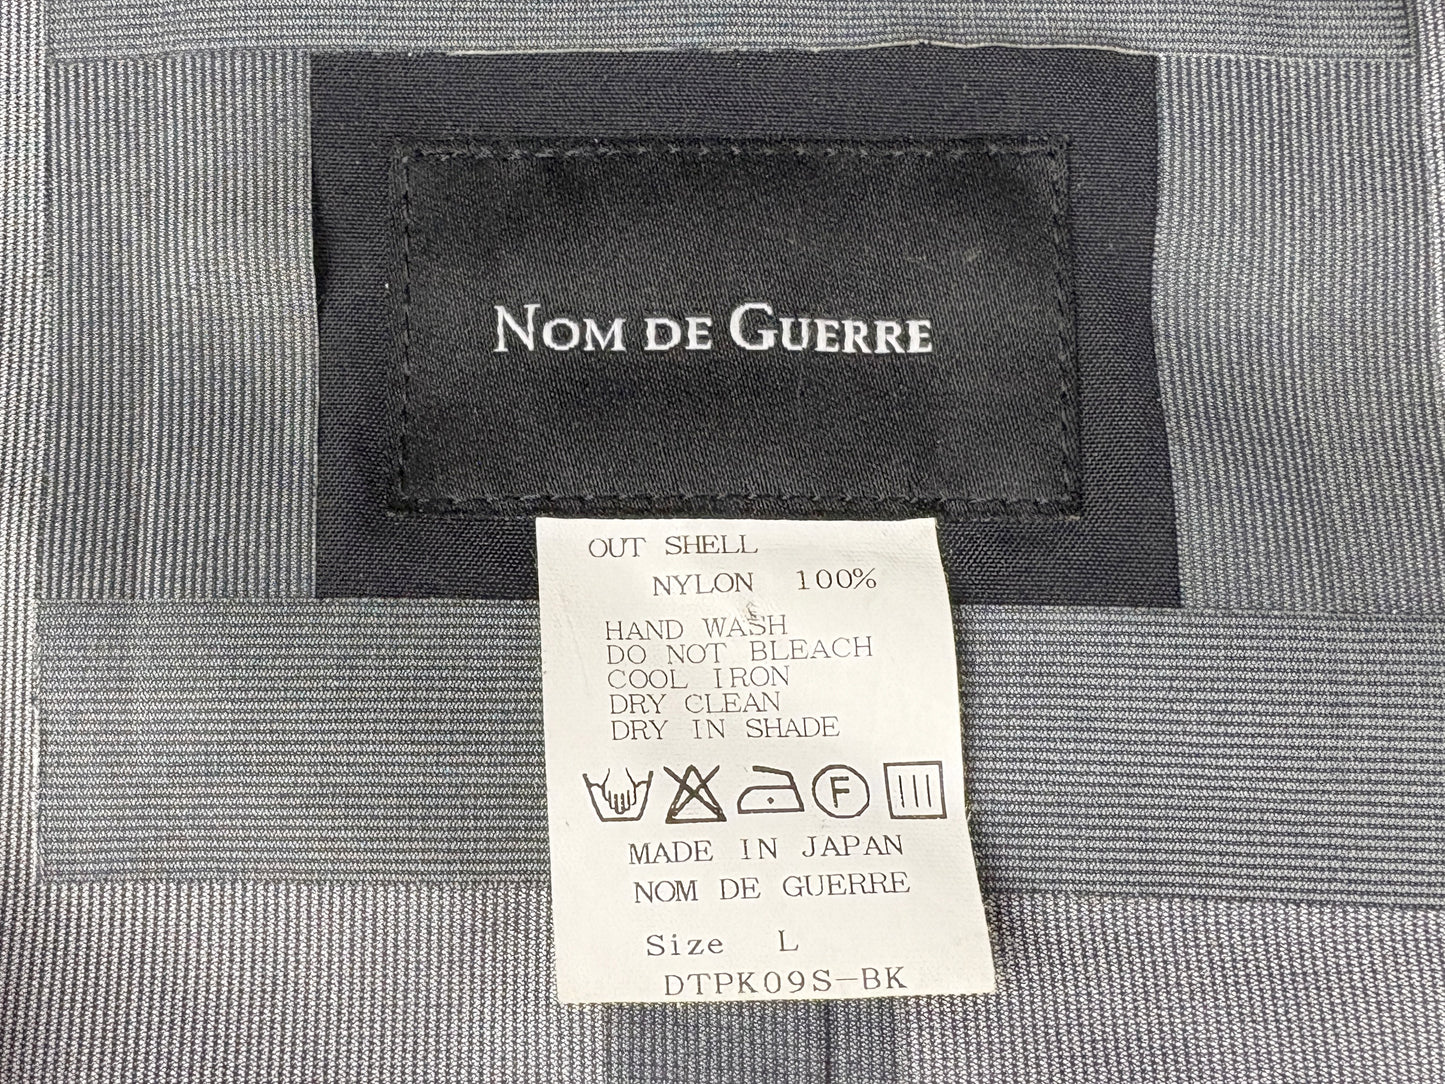 NOM DE GUERRE
OUT SHELL
NYLON 100%
HAND WASH
DO NOT BLEACH
COOL IRON
DRY CLEAN
DRY IN SHADE
F
MADE IN JAPAN
NOM DE GUERRE
Size L
DTPK09S-BK